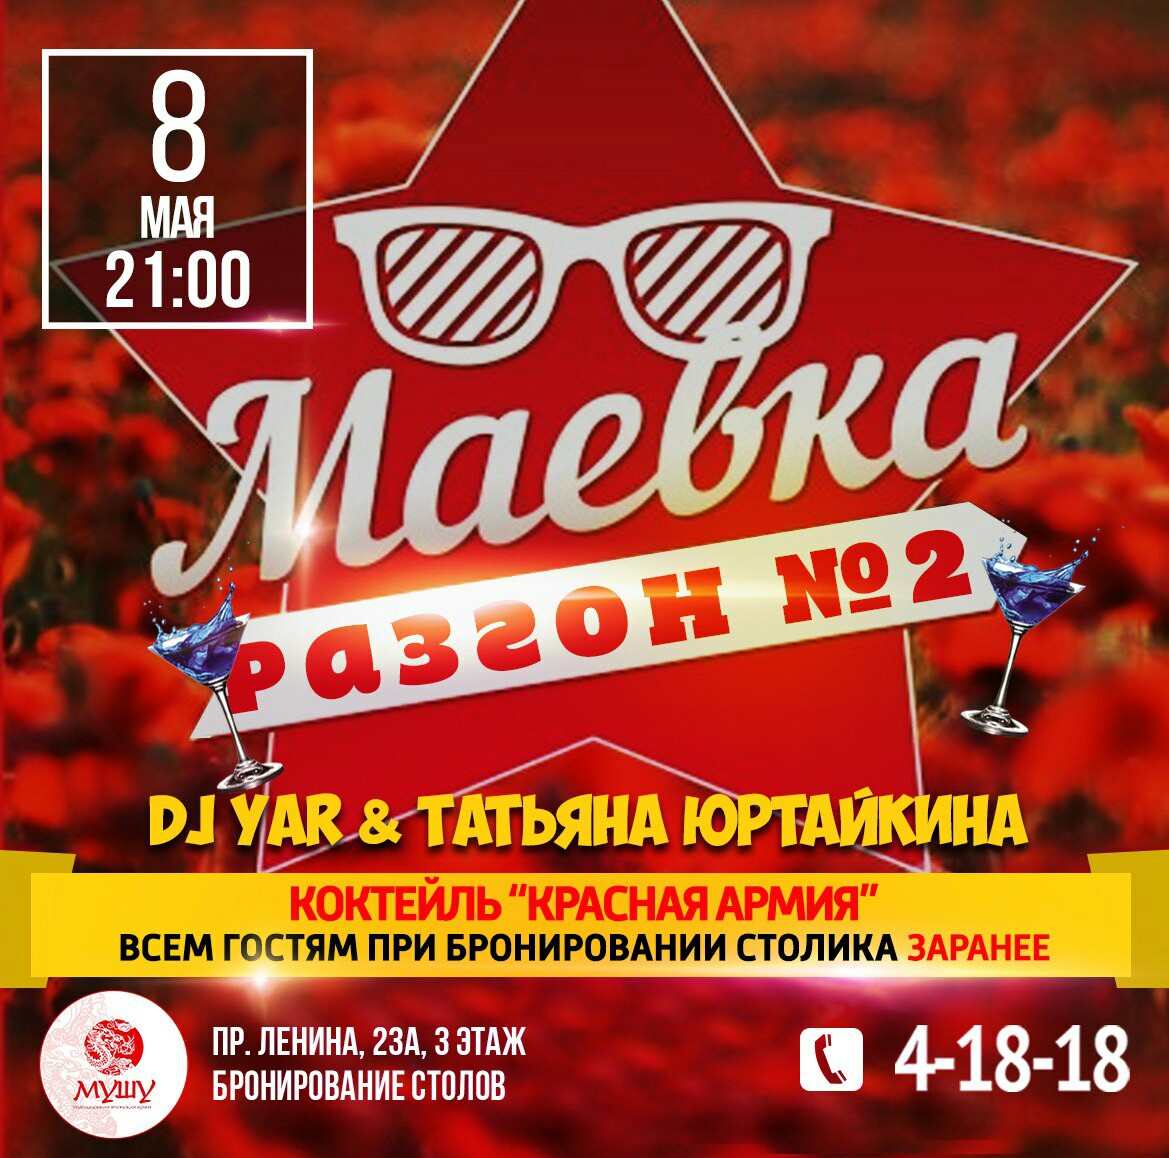 8
МАЯ
21:00
Маевка
РАЗГОН №2
DJ YAR & ТАТЬЯНА ЮРТАЙКИНА
КОКТЕЙЛЬ “КРАСНАЯ АРМИЯ”
ВСЕМ ГОСТЯМ ПРИ БРОНИРОВАНИИ СТОЛИКА ЗАРАНЕЕ
МУШУ
ПР. ЛЕНИНА, 23А, 3 ЭТАЖ
БРОНИРОВАНИЕ СТОЛОВ
4-18-18